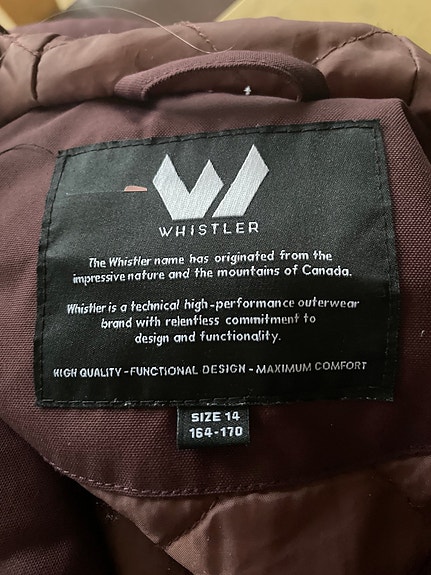 WHISTLER
The Whistler name has originated from the
impressive nature and the mountains of Canada.
Whistler is a technical high-performance outerwear
brand with relentless commitment to
design and functionality.
HIGH QUALITY - FUNCTIONAL DESIGN - MAXIMUM COMFORT
SIZE 14
164-170